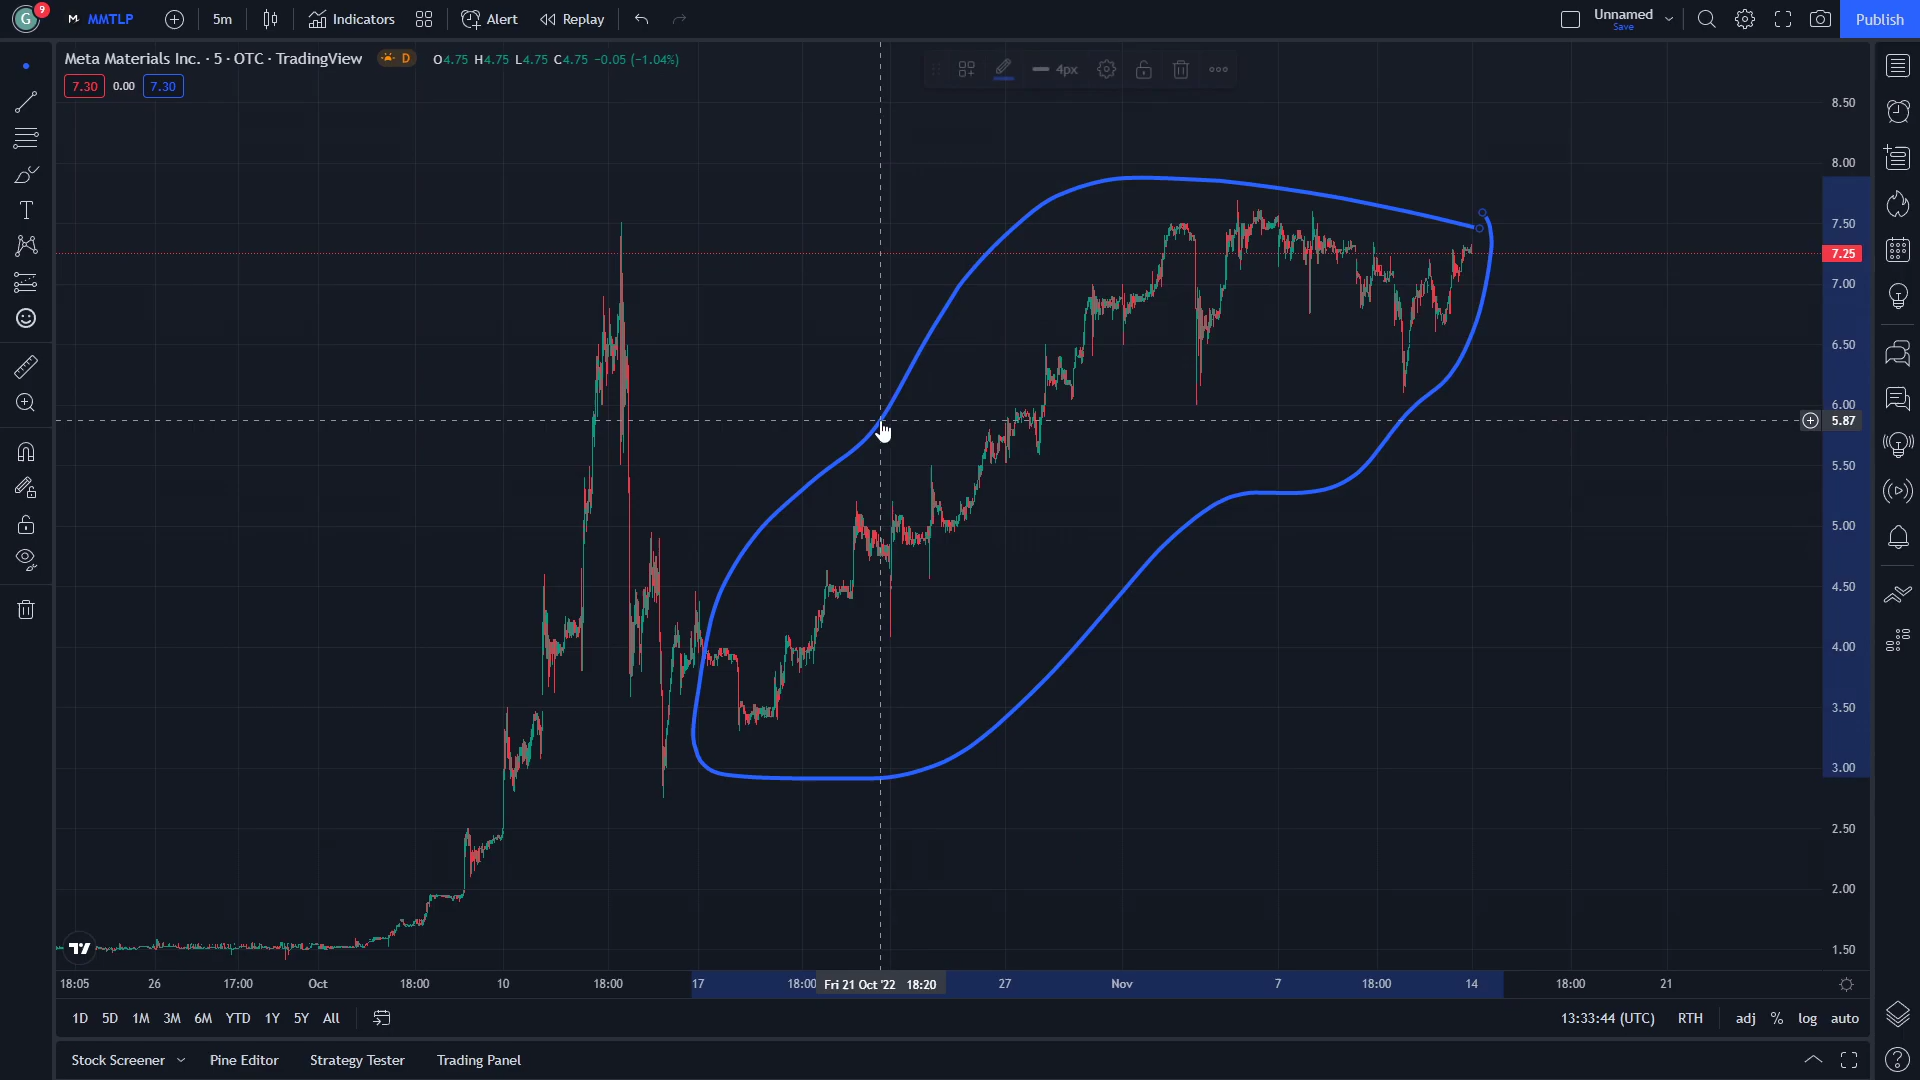 G 9 MMTLP 5m Indicators Alert Replay Unnamed Save Publish
Meta Materials Inc. · 5 · OTC · TradingView D O4.75 H4.75 L4.75 C4.75 −0.05 (−1.04%)
7.30 0.00 7.30
4px
8.50
8.00
7.50
7.25
7.00
6.50
6.00
5.87
5.50
5.00
4.50
4.00
3.50
3.00
2.50
2.00
1.50
18:05 26 17:00 Oct 18:00 10 18:00 17 18:00 Fri 21 Oct '22 18:20 27 Nov 7 18:00 14 18:00 21
1D 5D 1M 3M 6M YTD 1Y 5Y All 13:33:44 (UTC) RTH adj % log auto
Stock Screener Pine Editor Strategy Tester Trading Panel